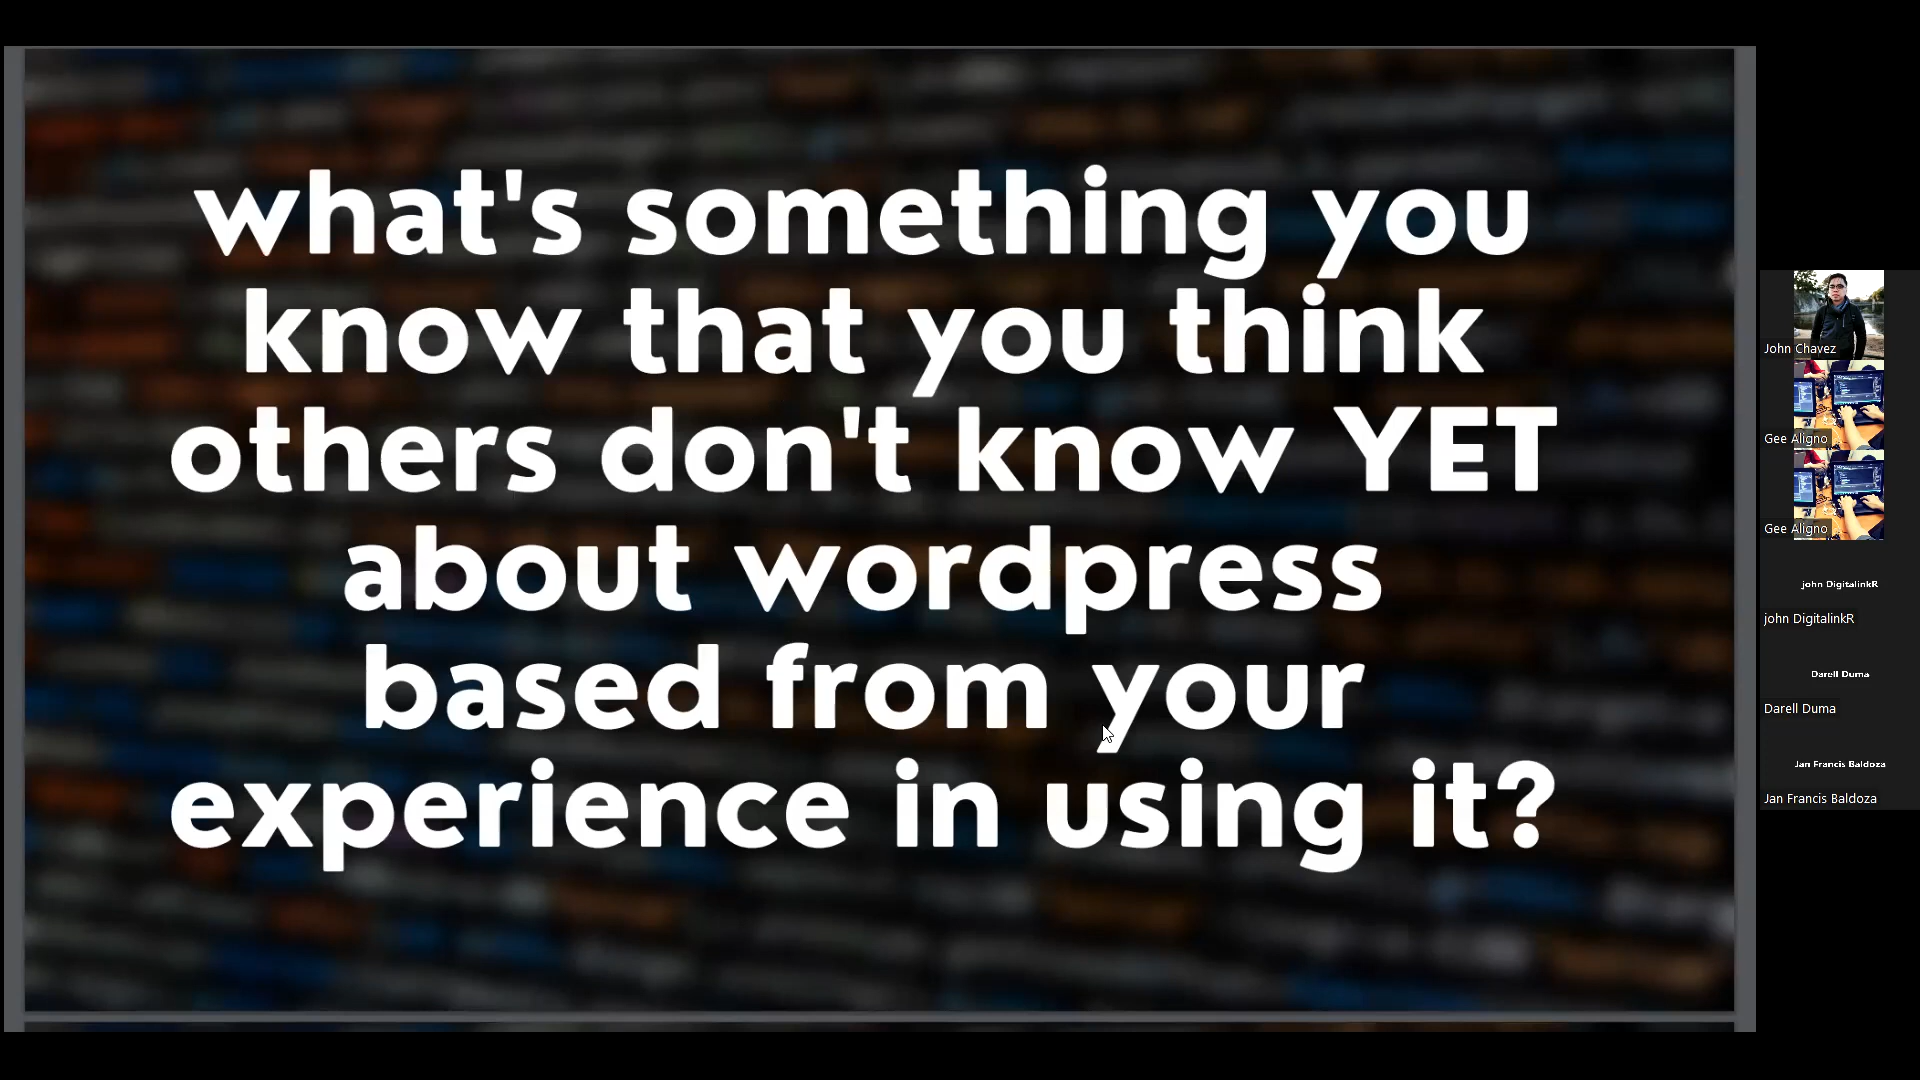 what's something you
know that you think
others don't know YET
about wordpress
based from your
experience in using it?
John Chavez
Gee Aligno
Gee Aligno
john DigitalinkR
john DigitalinkR
Darell Duma
Darell Duma
Jan Francis Baldoza
Jan Francis Baldoza